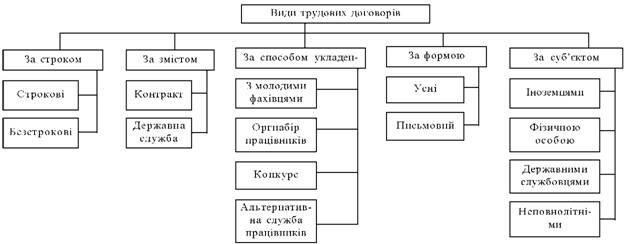 Види трудових договорів
За строком
Строкові
Безстрокові
За змістом
Контракт
Державна
служба
За способом укладен-
З молодими
фахівцями
Оргнабір
працівників
Конкурс
Альтернатив-
на служба
працівників
За формою
Усні
Письмовий
За суб’єктом
Іноземцями
Фізичною
особою
Державними
службовцями
Неповнолітні-
ми